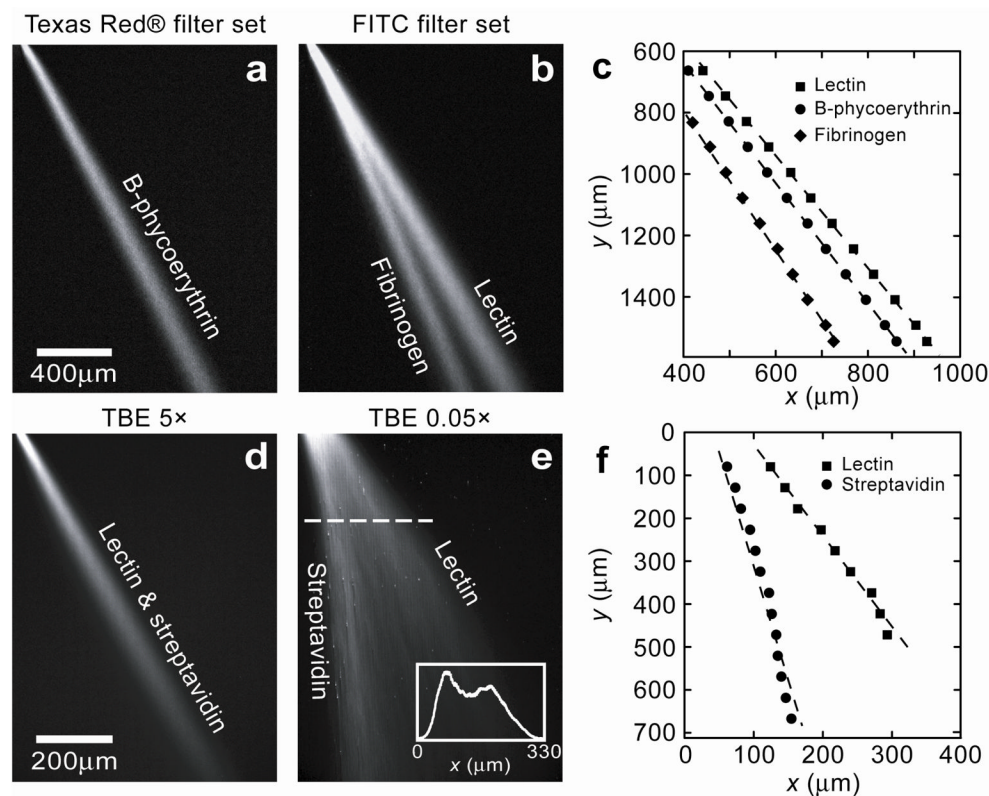 Texas Red® filter set
FITC filter set
a
B-phycoerythrin
400μm
b
Fibrinogen
Lectin
c
600
800
1000
1200
1400
y (μm)
Lectin
B-phycoerythrin
Fibrinogen
400 600 800 1000
x (μm)
TBE 5×
TBE 0.05×
d
Lectin & streptavidin
200μm
e
Streptavidin
Lectin
0 330
x (μm)
f
0
100
200
300
400
500
600
700
y (μm)
Lectin
Streptavidin
0 100 200 300 400
x (μm)